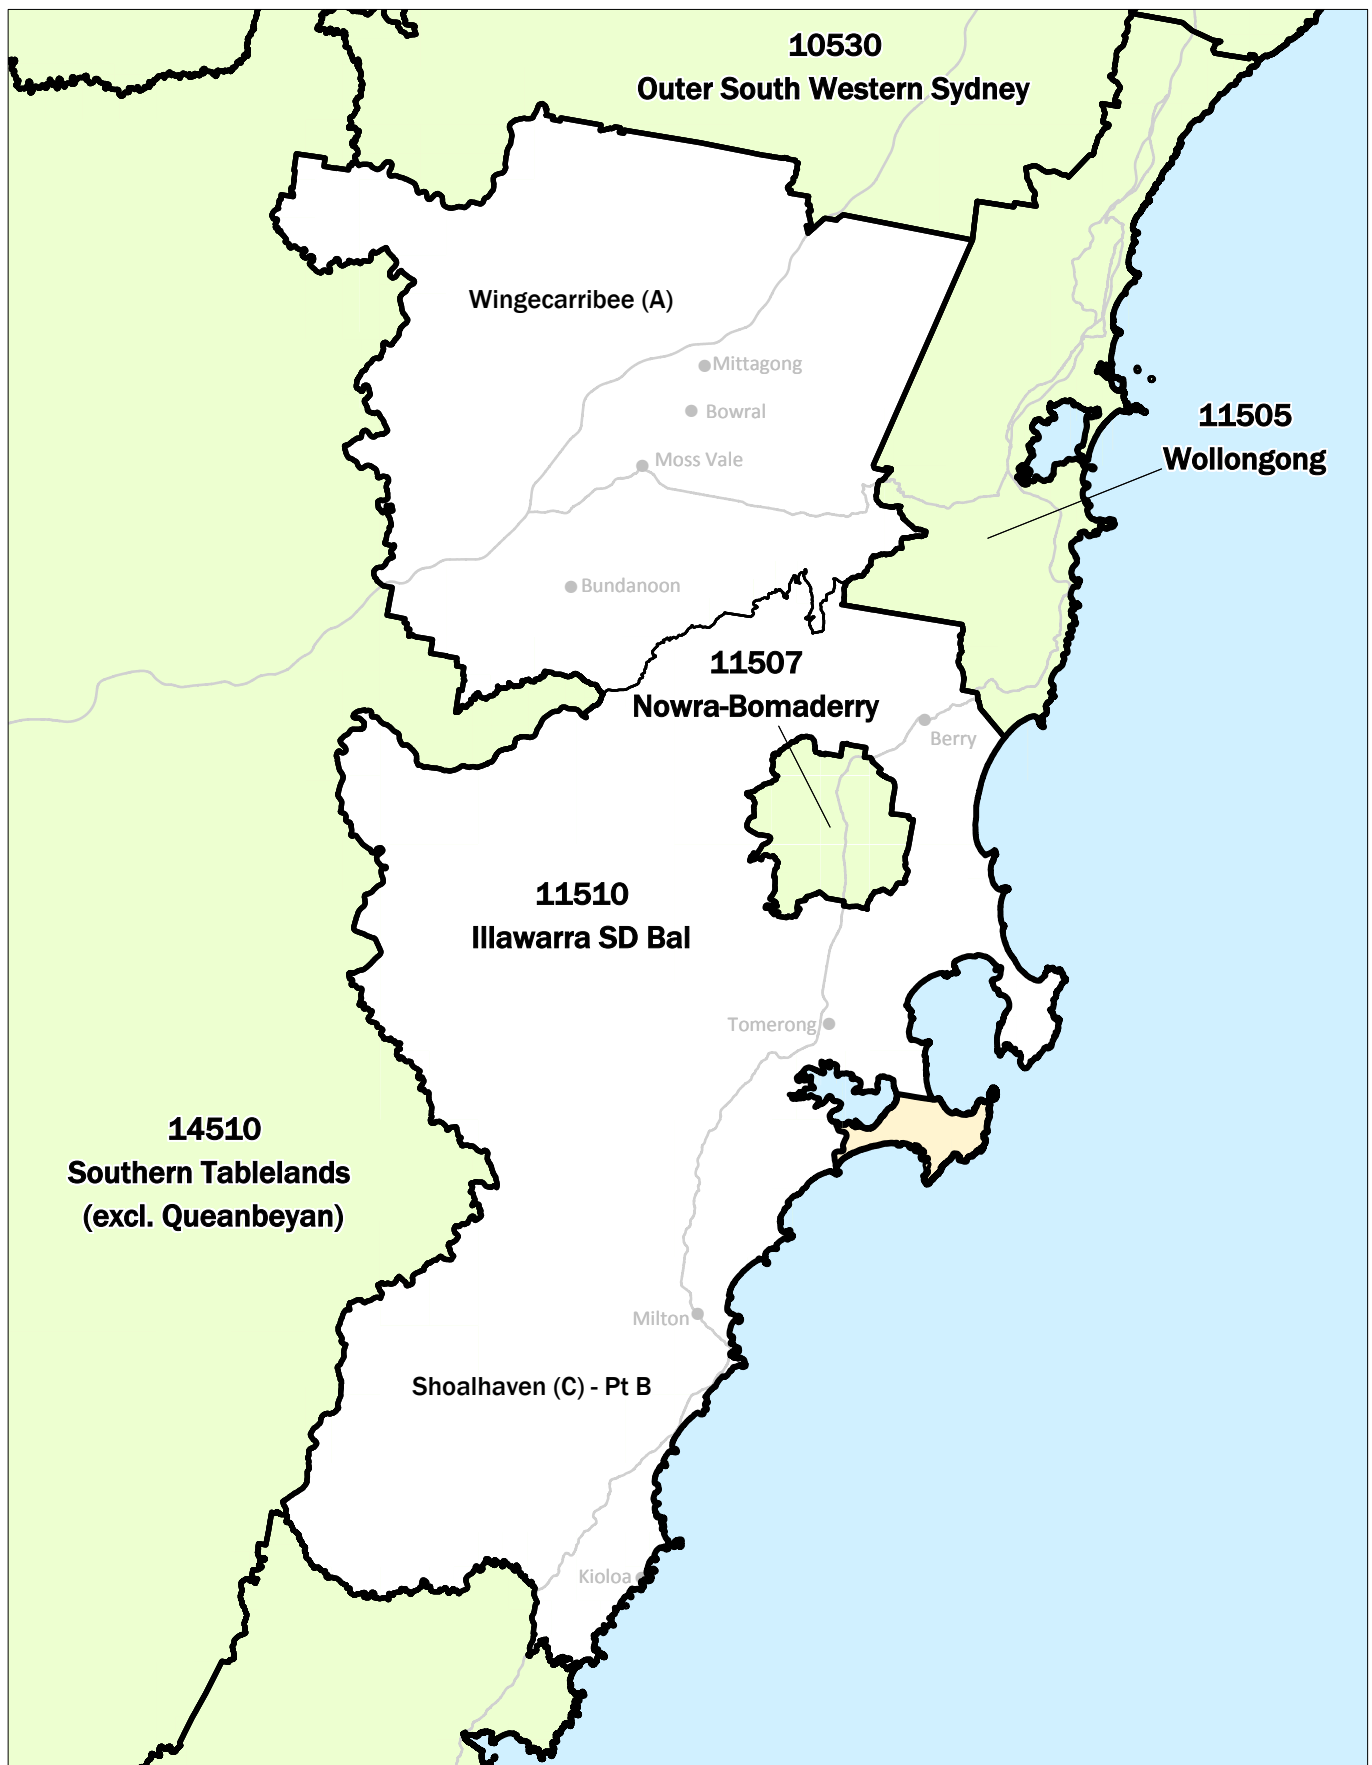 10530
Outer South Western Sydney
Wingecarribee (A)
Mittagong
Bowral
Moss Vale
11505
Wollongong
Bundanoon
11507
Nowra-Bomaderry
Berry
11510
Illawarra SD Bal
Tomerong
14510
Southern Tablelands
(excl. Queanbeyan)
Milton
Shoalhaven (C) - Pt B
Kioloa